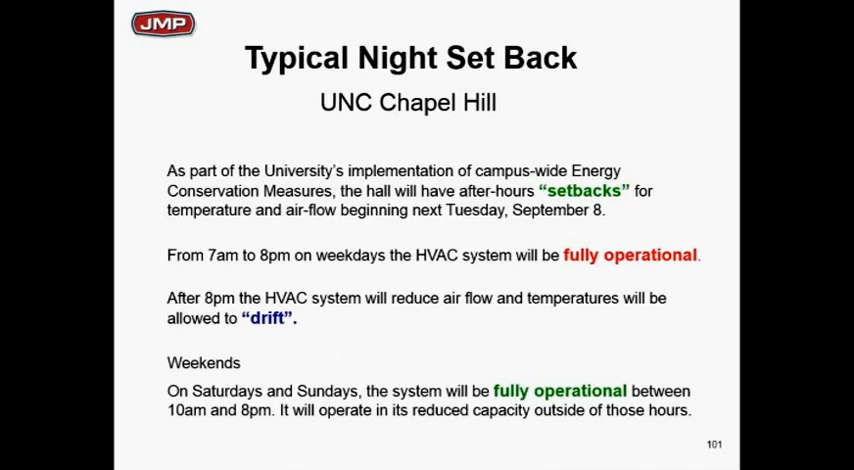 JMP
Typical Night Set Back
UNC Chapel Hill
As part of the University's implementation of campus-wide Energy
Conservation Measures, the hall will have after-hours “setbacks” for
temperature and air-flow beginning next Tuesday, September 8.
From 7am to 8pm on weekdays the HVAC system will be fully operational.
After 8pm the HVAC system will reduce air flow and temperatures will be
allowed to “drift”.
Weekends
On Saturdays and Sundays, the system will be fully operational between
10am and 8pm. It will operate in its reduced capacity outside of those hours.
101